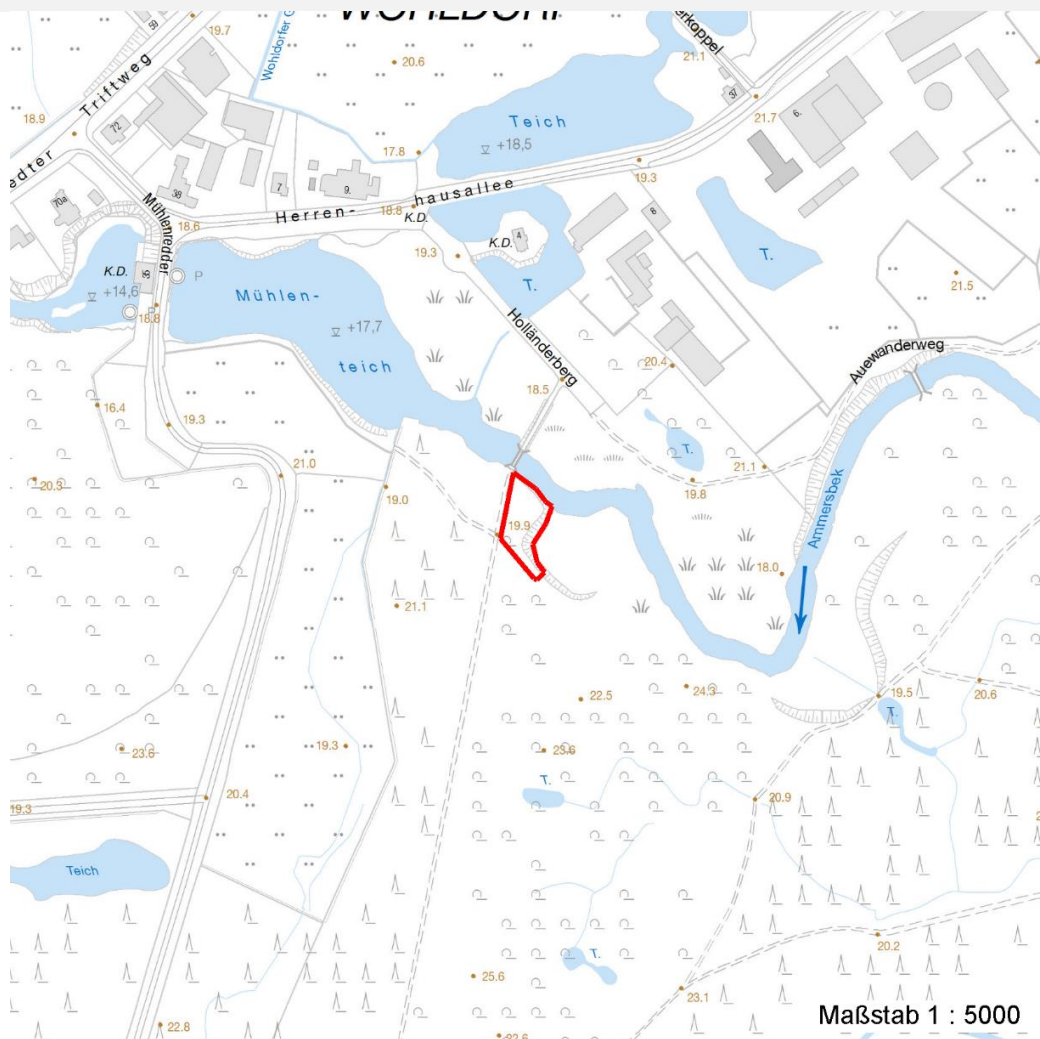 WOHLDORF
19.7
59
Wohldorfer G
20.6
erkoppel
21.1
Triftweg
37
21.7
6.
18.9
72
Teich
+18,5
17.8
edter
38
7
9.
19.3
70a
Mühlenredder
Herren-
hausallee
18.8
K.D.
18.6
8
4
K.D.
19.3
K.D.
35
P
T.
T.
21.5
+14,6
Mühlen-
18.8
+17,7
teich
Holländerberg
Auewanderweg
20.4
18.5
16.4
19.3
T.
21.0
21.1
20.3
19.0
19.8
Ammersbek
19.9
18.0
21.1
24.3
22.5
19.5
20.6
T.
23.6
19.3
23.6
T.
20.4
20.9
19.3
Teich
20.2
T.
25.6
23.1
Maßstab 1 : 5000
22.8
22.6